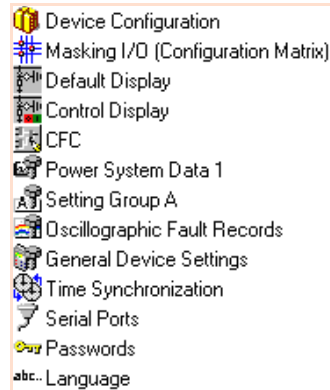 Device Configuration
Masking I/O (Configuration Matrix)
Default Display
Control Display
CFC
Power System Data 1
Setting Group A
Oscillographic Fault Records
General Device Settings
Time Synchronization
Serial Ports
Passwords
abc.. Language